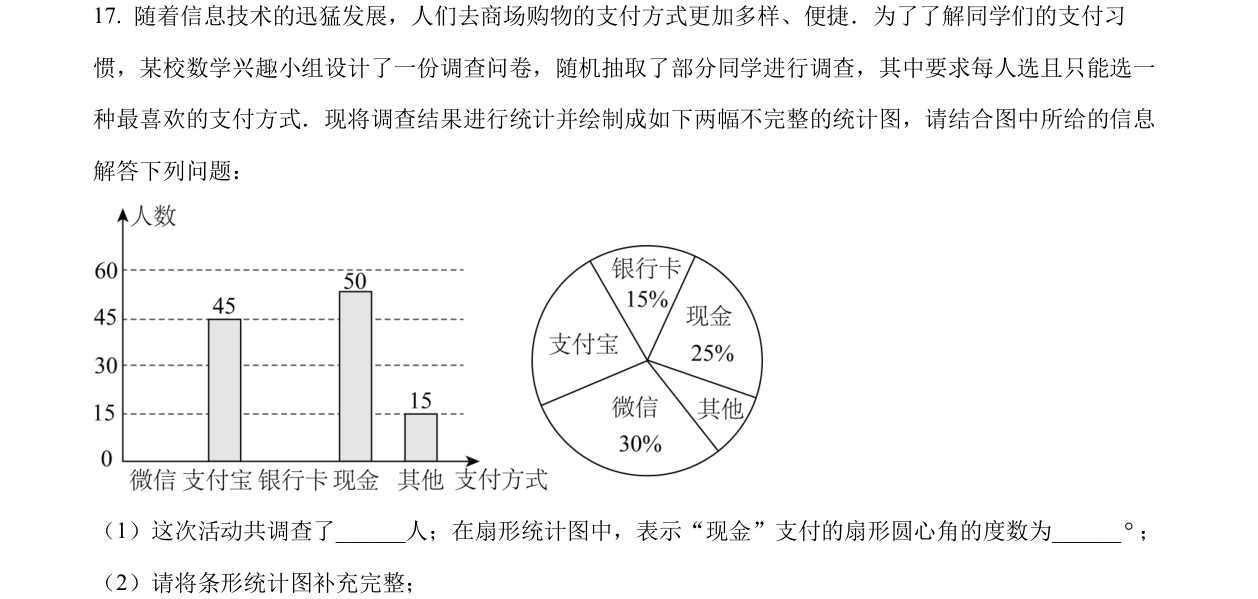 17. 随着信息技术的迅猛发展，人们去商场购物的支付方式更加多样、便捷．为了了解同学们的支付习
惯，某校数学兴趣小组设计了一份调查问卷，随机抽取了部分同学进行调查，其中要求每人选且只能选一
种最喜欢的支付方式．现将调查结果进行统计并绘制成如下两幅不完整的统计图，请结合图中所给的信息
解答下列问题：
人数
60
50
45
45
30
15
15
0
微信 支付宝 银行卡 现金 其他 支付方式
银行卡
15%
现金
25%
支付宝
微信
30%
其他
（1）这次活动共调查了______人；在扇形统计图中，表示“现金”支付的扇形圆心角的度数为______°；
（2）请将条形统计图补充完整；